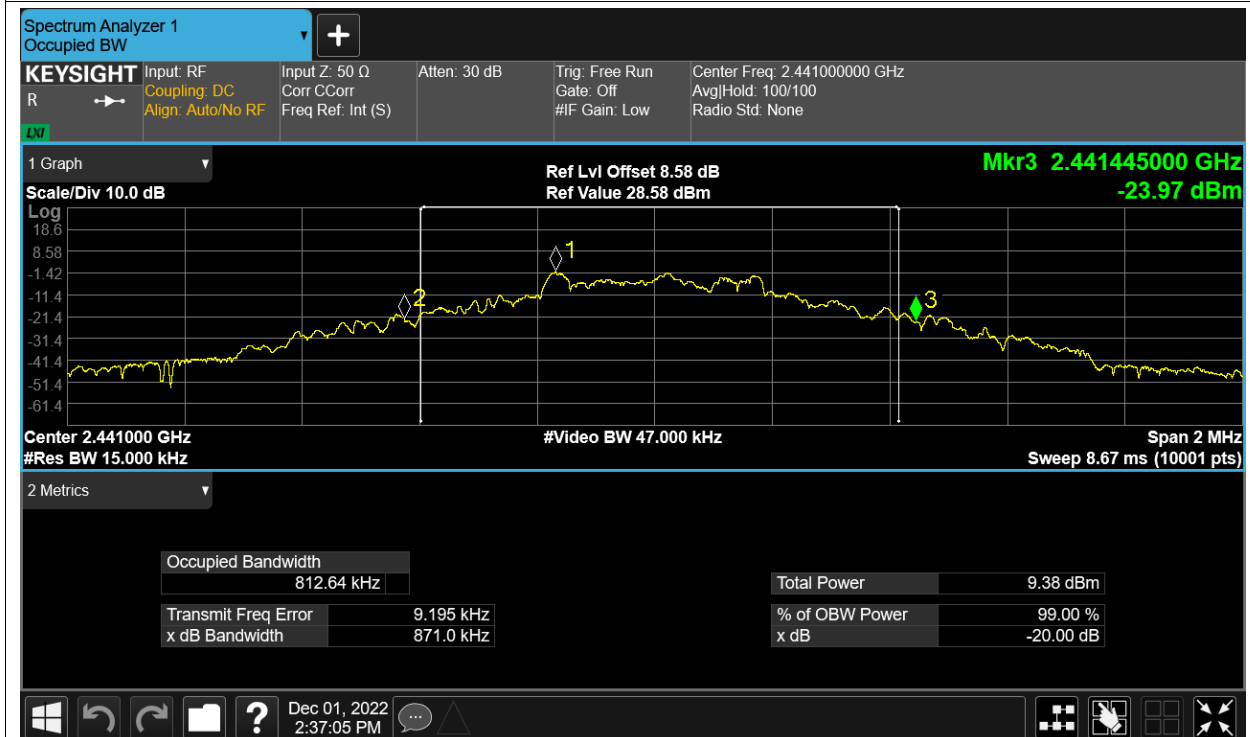 Spectrum Analyzer 1
Occupied BW
KEYSIGHT
R
LXI
Input: RF
Coupling: DC
Align: Auto/No RF
Input Z: 50 Ω
Corr CCorr
Freq Ref: Int (S)
Atten: 30 dB
Trig: Free Run
Gate: Off
#IF Gain: Low
Center Freq: 2.441000000 GHz
Avg|Hold: 100/100
Radio Std: None
1 Graph
Scale/Div 10.0 dB
Ref Lvl Offset 8.58 dB
Ref Value 28.58 dBm
Mkr3 2.441445000 GHz
-23.97 dBm
Log
18.6
8.58
-1.42
-11.4
-21.4
-31.4
-41.4
-51.4
-61.4
1
2
3
Center 2.441000 GHz
#Video BW 47.000 kHz
Span 2 MHz
#Res BW 15.000 kHz
Sweep 8.67 ms (10001 pts)
2 Metrics
Occupied Bandwidth
812.64 kHz
Transmit Freq Error 9.195 kHz
x dB Bandwidth 871.0 kHz
Total Power 9.38 dBm
% of OBW Power 99.00 %
x dB -20.00 dB
?
Dec 01, 2022
2:37:05 PM